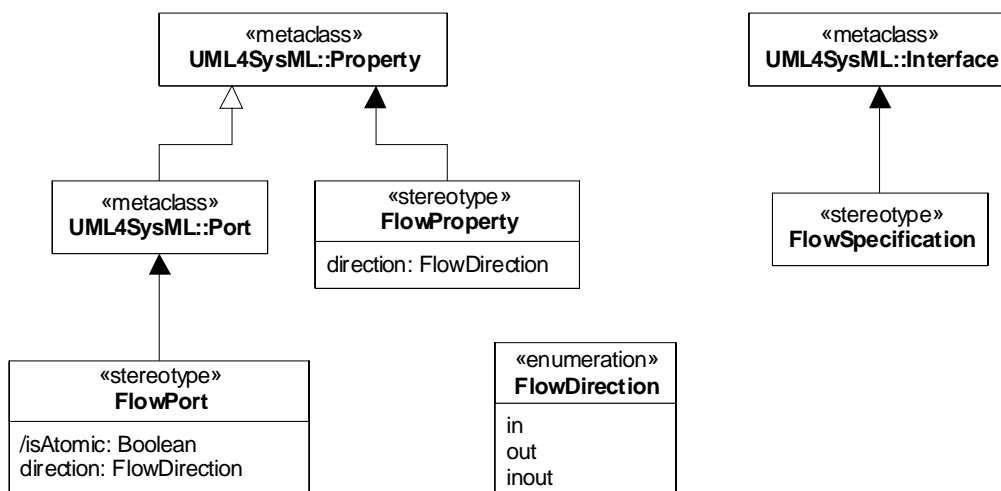 «metaclass»
UML4SysML::Property
«metaclass»
UML4SysML::Interface
«metaclass»
UML4SysML::Port
«stereotype»
FlowProperty
direction: FlowDirection
«stereotype»
FlowSpecification
«stereotype»
FlowPort
/isAtomic: Boolean
direction: FlowDirection
«enumeration»
FlowDirection
in
out
inout